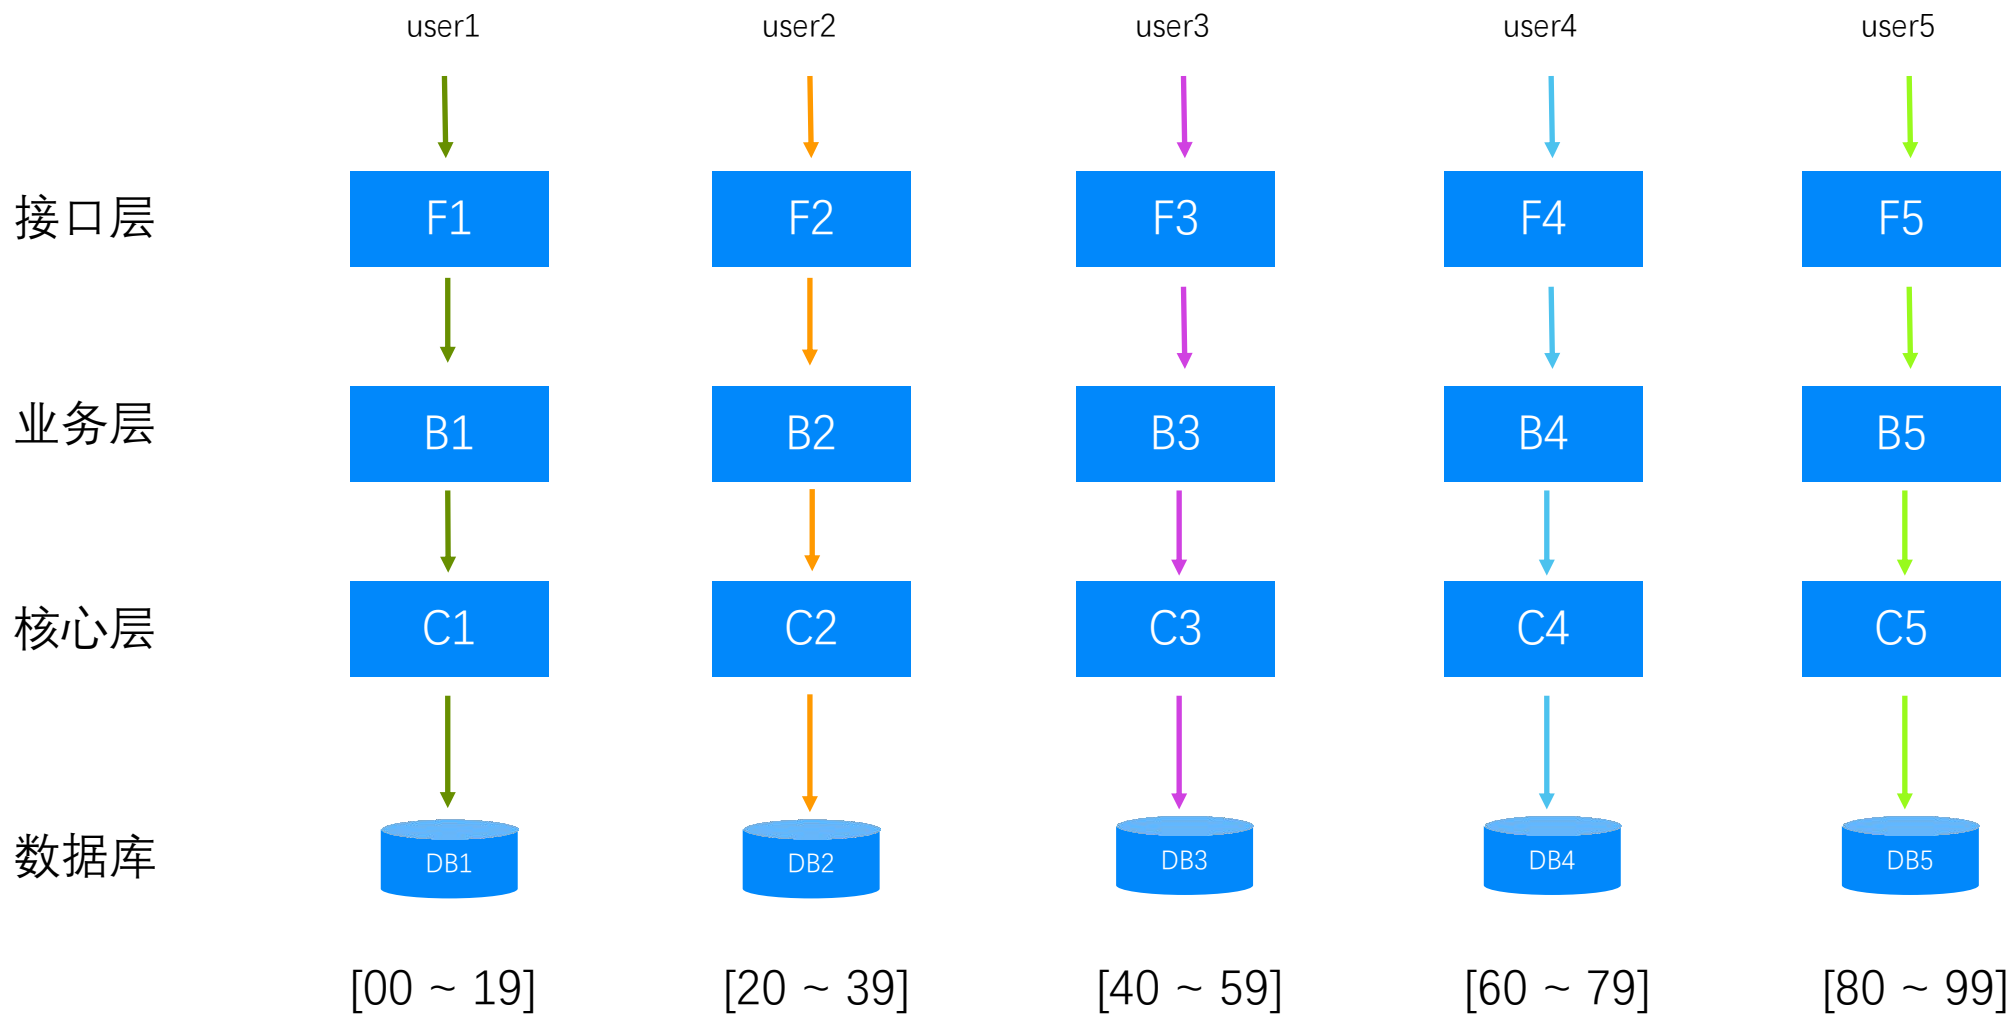 user1 user2 user3 user4 user5
接口层 F1 F2 F3 F4 F5
业务层 B1 B2 B3 B4 B5
核心层 C1 C2 C3 C4 C5
数据库 DB1 DB2 DB3 DB4 DB5
[00 ~ 19] [20 ~ 39] [40 ~ 59] [60 ~ 79] [80 ~ 99]